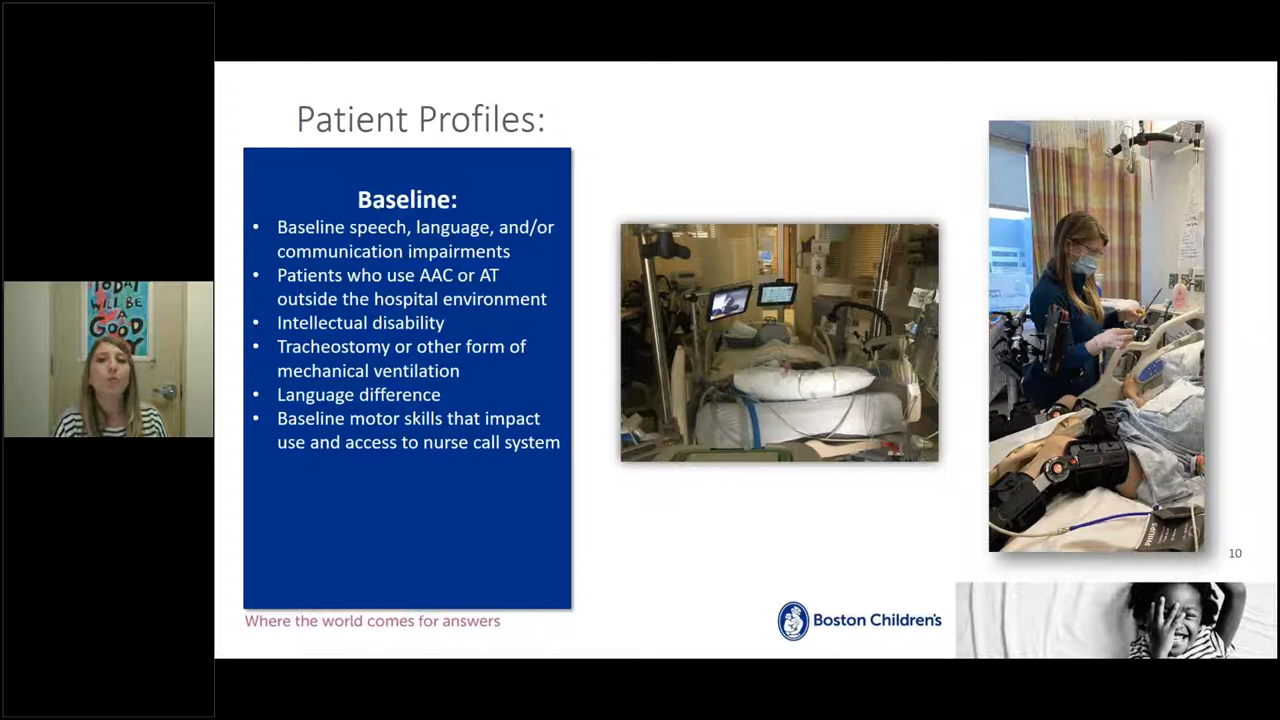 TODAY
WILL BE
A
GOOD
Patient Profiles:
Baseline:
• Baseline speech, language, and/or
communication impairments
• Patients who use AAC or AT
outside the hospital environment
• Intellectual disability
• Tracheostomy or other form of
mechanical ventilation
• Language difference
• Baseline motor skills that impact
use and access to nurse call system
PHILIPS
10
Where the world comes for answers
Boston Children's